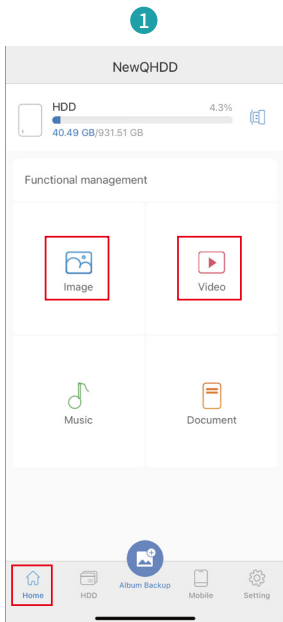 1
NewQHDD
HDD 4.3%
40.49 GB/931.51 GB
Functional management
Image Video
Music Document
Home HDD Album Backup Mobile Setting